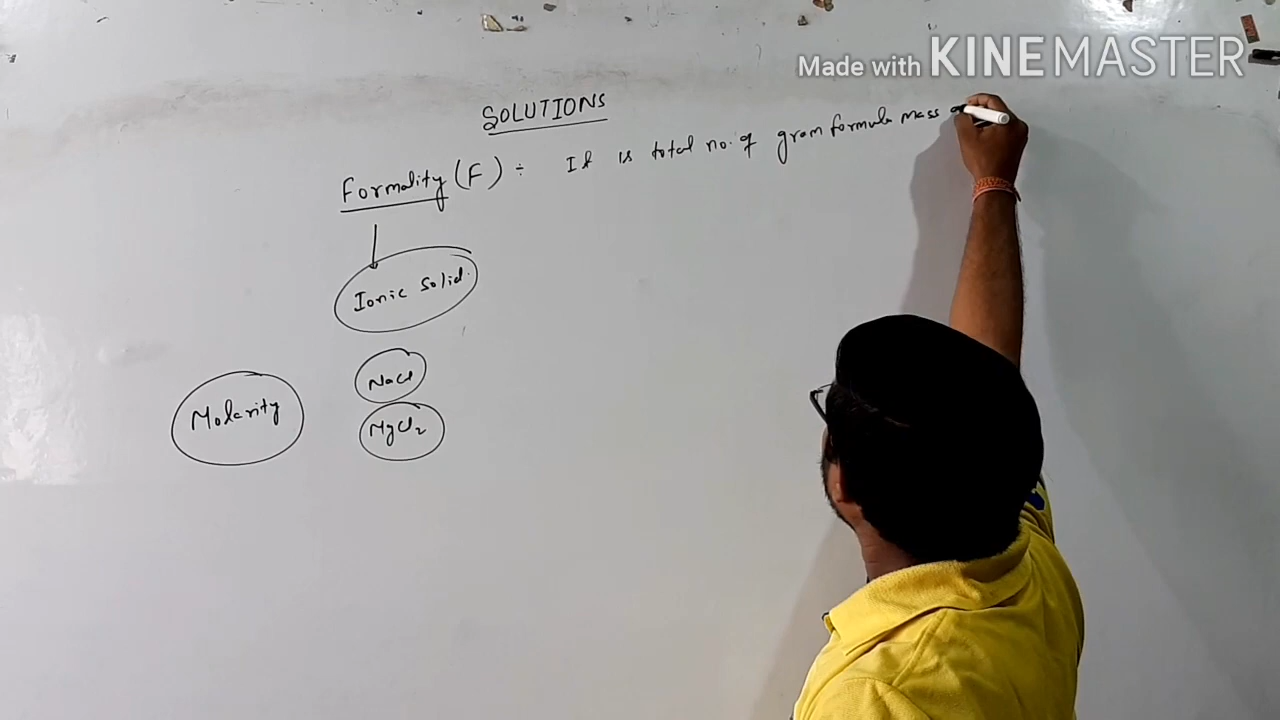 Made with KINEMASTER
SOLUTIONS
Formality (F) ÷ It is total no. of gram formula mass
Ionic Solid.
NaCl
Molarity
MgCl₂